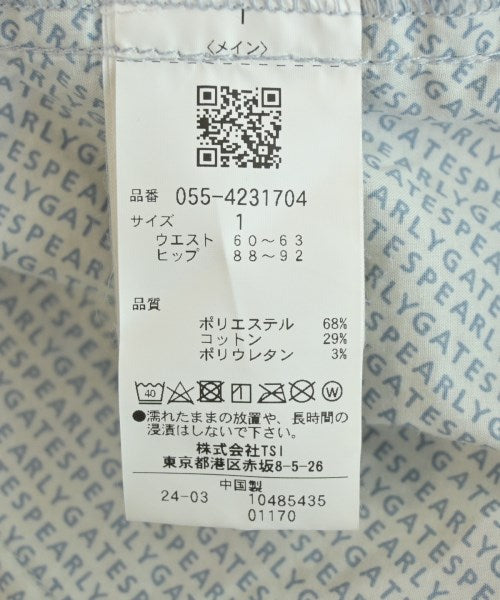 〈メイン〉
品番 055-4231704
サイズ 1
ウエスト 60～63
ヒップ 88～92
品質
ポリエステル 68%
コットン 29%
ポリウレタン 3%
40 W
●濡れたままの放置や、長時間の
浸漬はしないで下さい。
株式会社TSI
東京都港区赤坂8-5-26
中国製
24-03 10485435
01170
PEARLYGATES